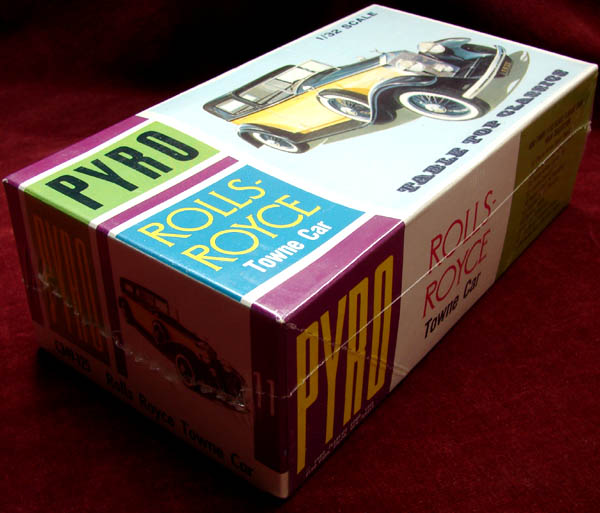 1/32 SCALE
TABLE TOP CLASSICS
PYRO
ROLLS-
ROYCE
Towne Car
PYRO
Rolls Royce Towne Car
PYRO
ROLLS-
ROYCE
Towne Car